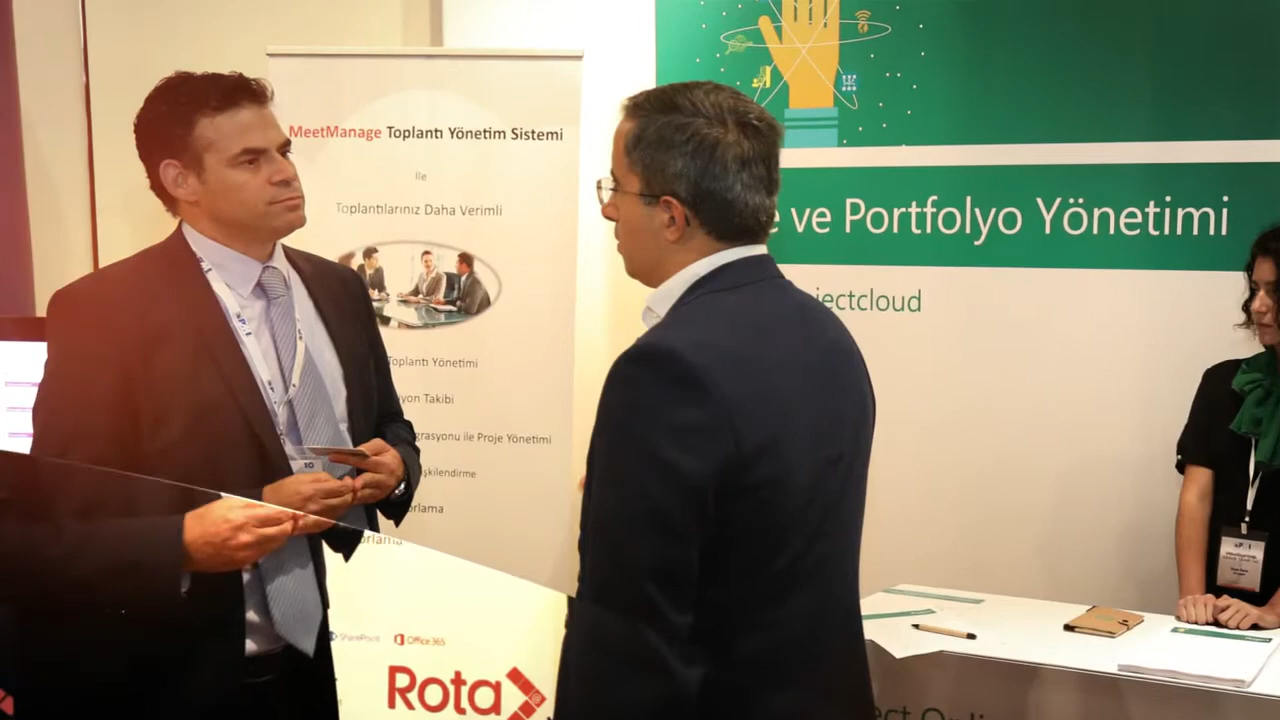 MeetManage Toplantı Yönetim Sistemi
ile
Toplantılarınız Daha Verimli
Toplantı Yönetimi
yon Takibi
grasyonu ile Proje Yönetimi
şkilendirme
orlama
orlama
SharePoint
Office 365
Rota
e ve Portfolyo Yönetimi
jectcloud